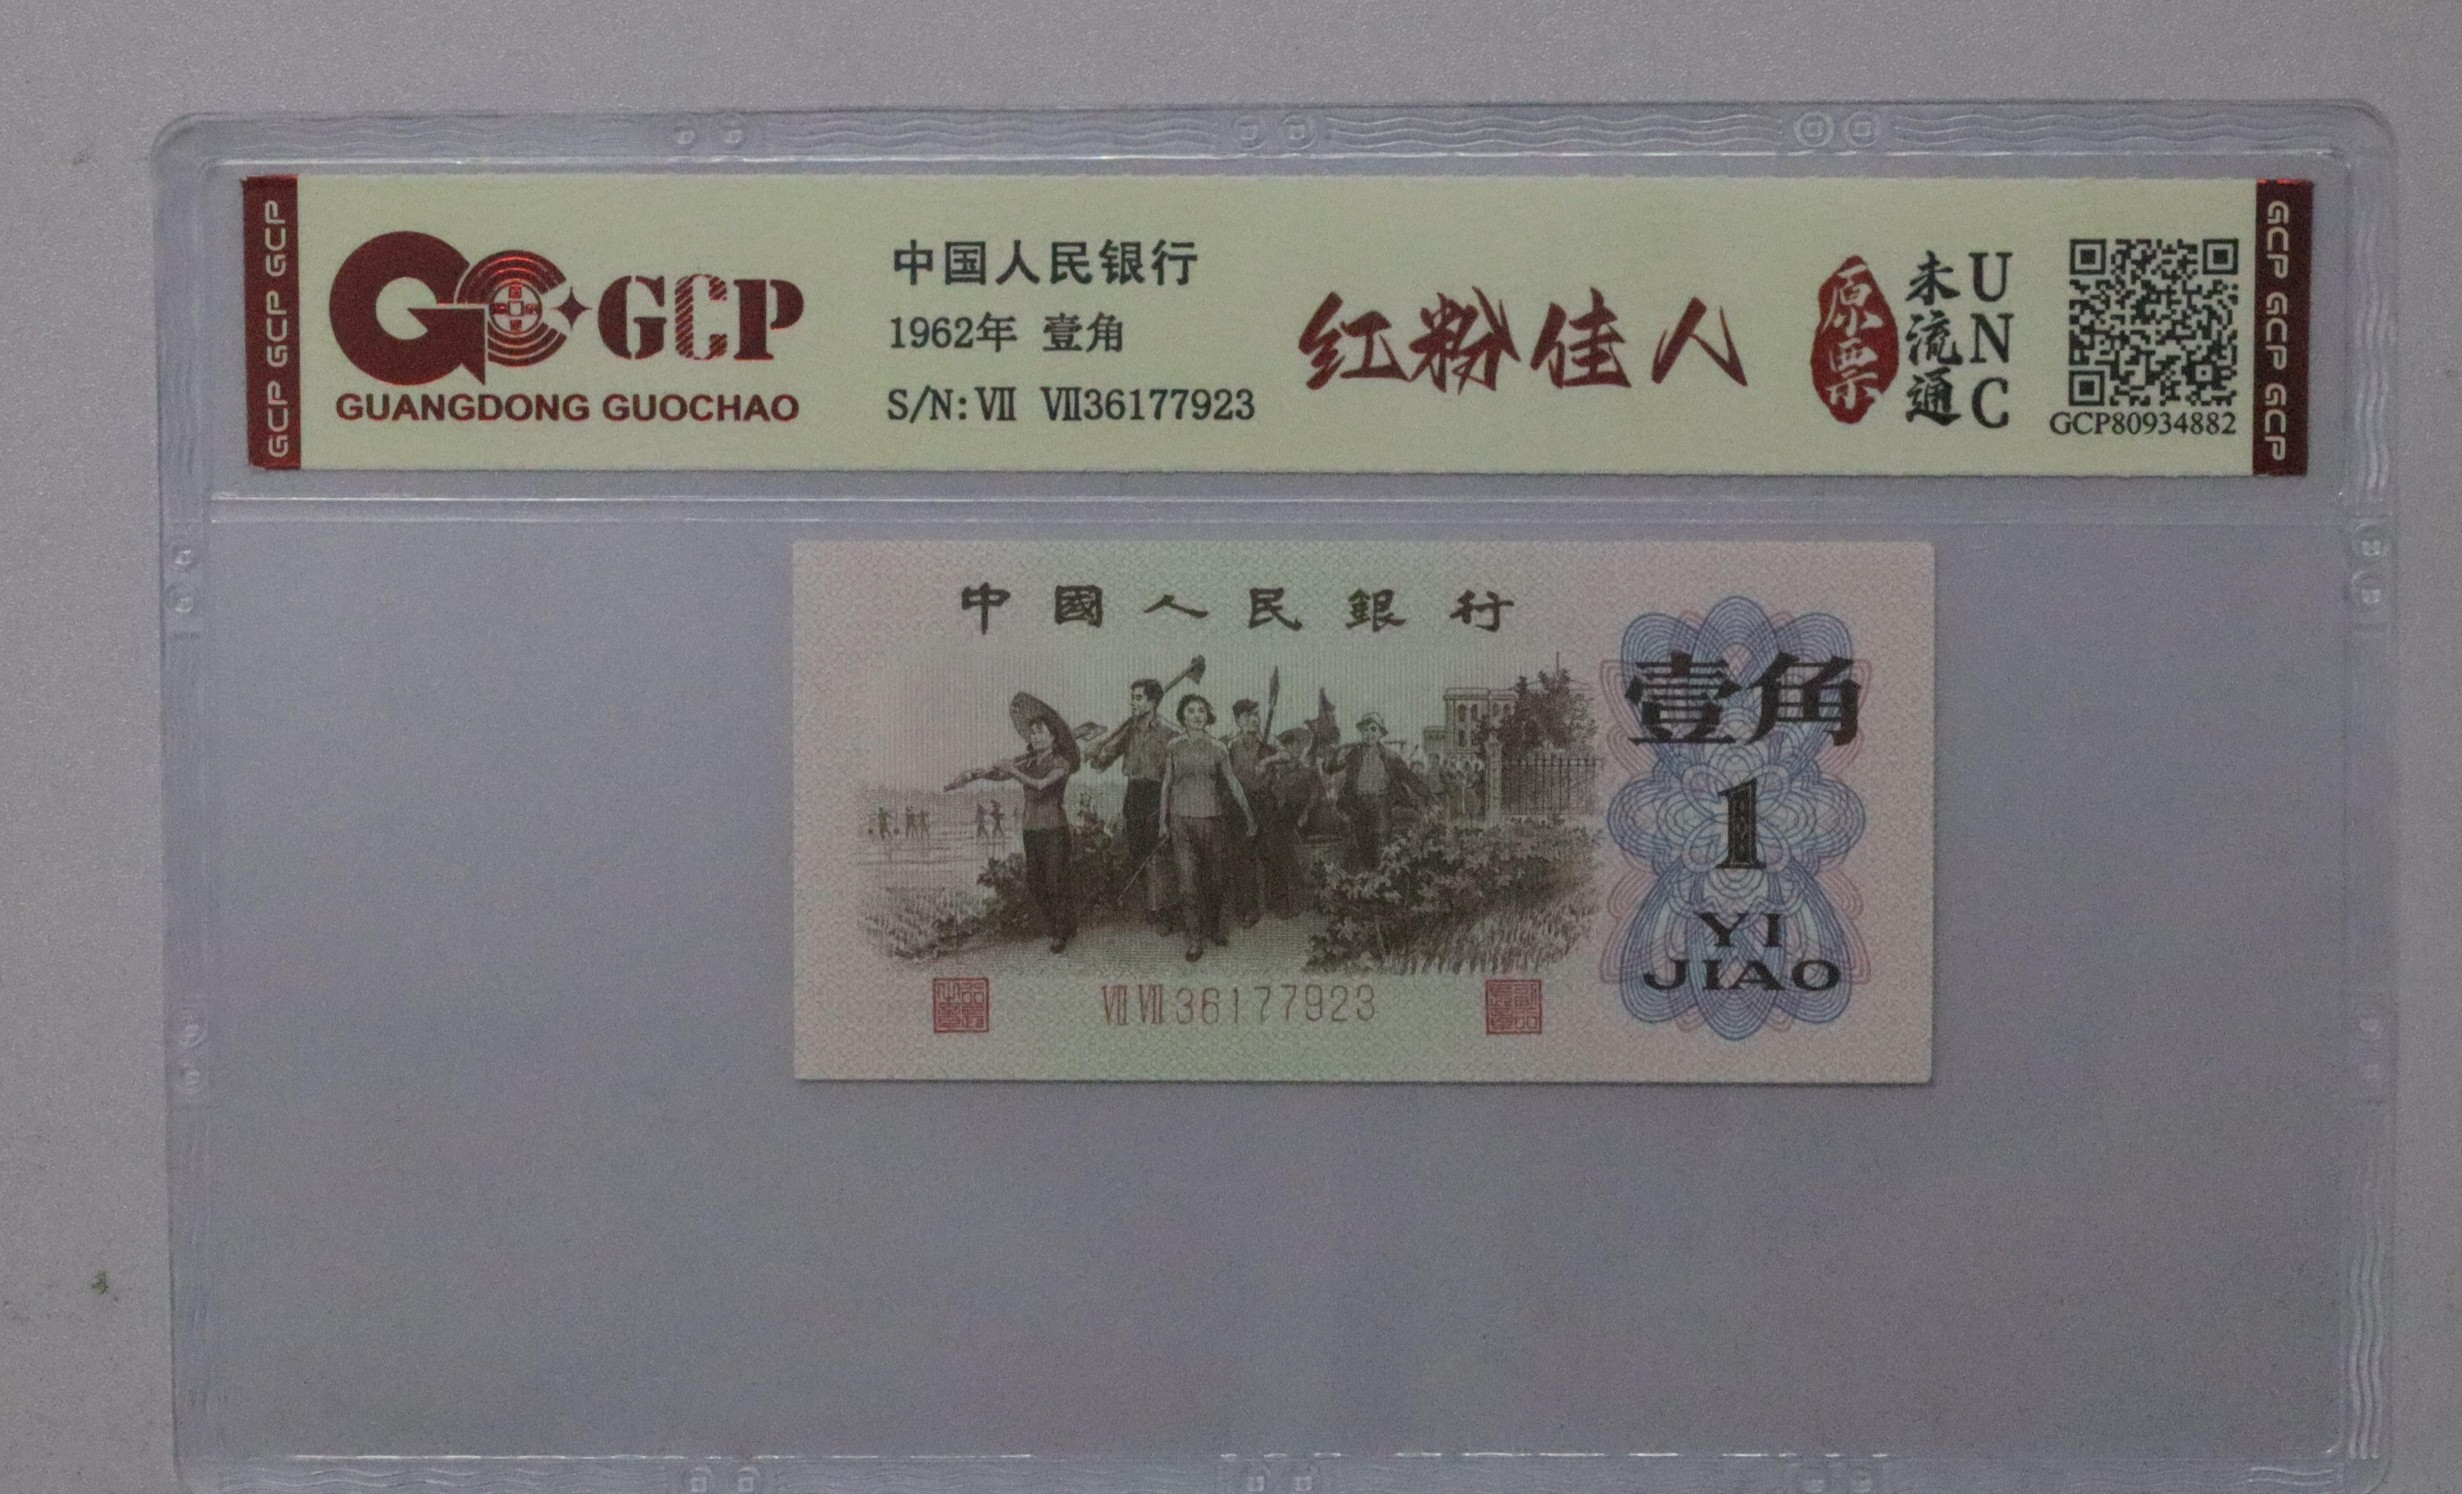 GCP GCP GCP
GCP
GUANGDONG GUOCHAO
中国人民银行
1962年 壹角
S/N: Ⅶ Ⅶ36177923
红粉佳人
原票
未流通
UNC
GCP80934882
GCP GCP GCP
中國人民銀行
壹角
1
YI
JIAO
ⅦⅦ36177923